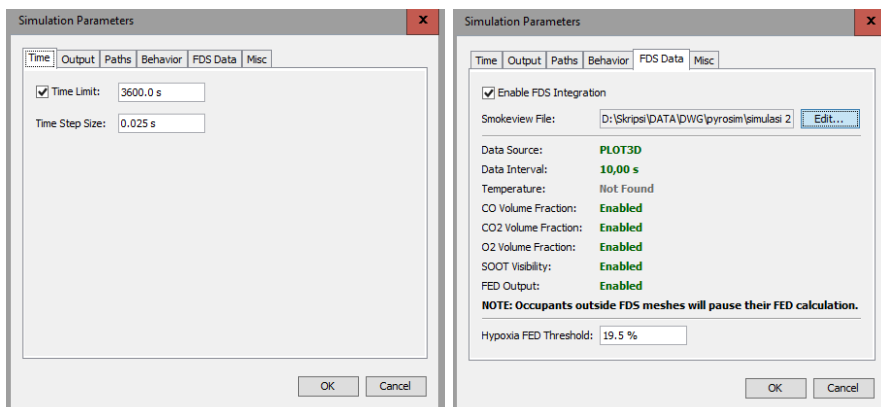 Simulation Parameters
x
Time Output Paths Behavior FDS Data Misc
Time Limit: 3600.0 s
Time Step Size: 0.025 s
OK Cancel
Simulation Parameters
x
Time Output Paths Behavior FDS Data Misc
Enable FDS Integration
Smokeview File: D:\Skripsi\DATA\DWG\pyrosim\simulasi 2 Edit...
Data Source: PLOT3D
Data Interval: 10,00 s
Temperature: Not Found
CO Volume Fraction: Enabled
CO2 Volume Fraction: Enabled
O2 Volume Fraction: Enabled
SOOT Visibility: Enabled
FED Output: Enabled
NOTE: Occupants outside FDS meshes will pause their FED calculation.
Hypoxia FED Threshold: 19.5 %
OK Cancel